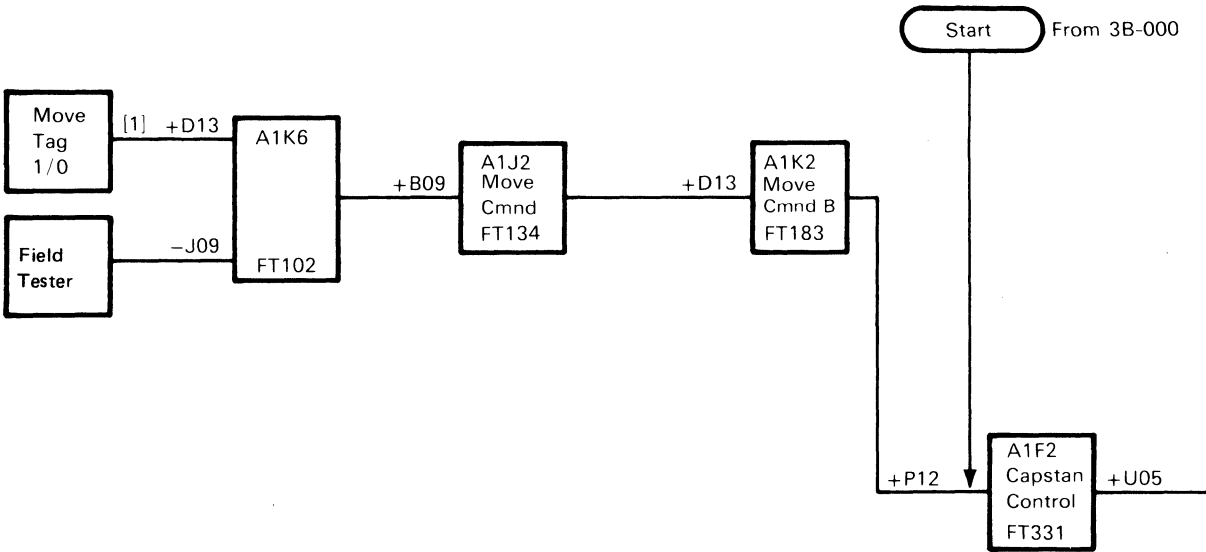 Start
From 3B-000
Move
Tag
1/0
[1] +D13
A1K6
FT102
Field
Tester
−J09
+B09
A1J2
Move
Cmnd
FT134
+D13
A1K2
Move
Cmnd B
FT183
+P12
A1F2
Capstan
Control
FT331
+U05